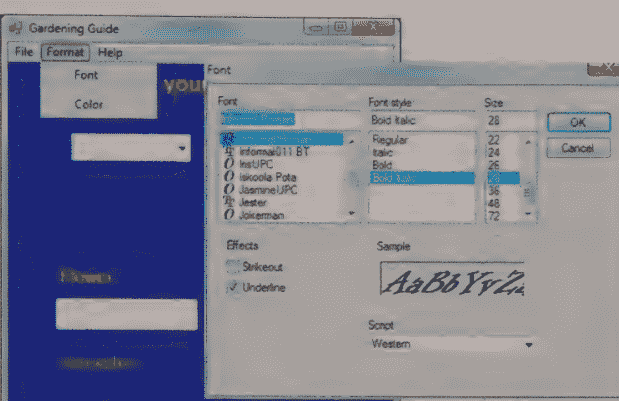 Gardening Guide
File Format Help
Font
Color
your
Font
Font
Font style
Bold Italic
Regular
Italic
Bold
Bold Italic
Size
28
22
24
26
28
36
48
72
OK
Cancel
Informal011 BT
IrisUPC
Iskoola Pota
JasmineUPC
Jester
Jokerman
Effects
Strikeout
Underline
Sample
AaBbYyZz
Script
Western